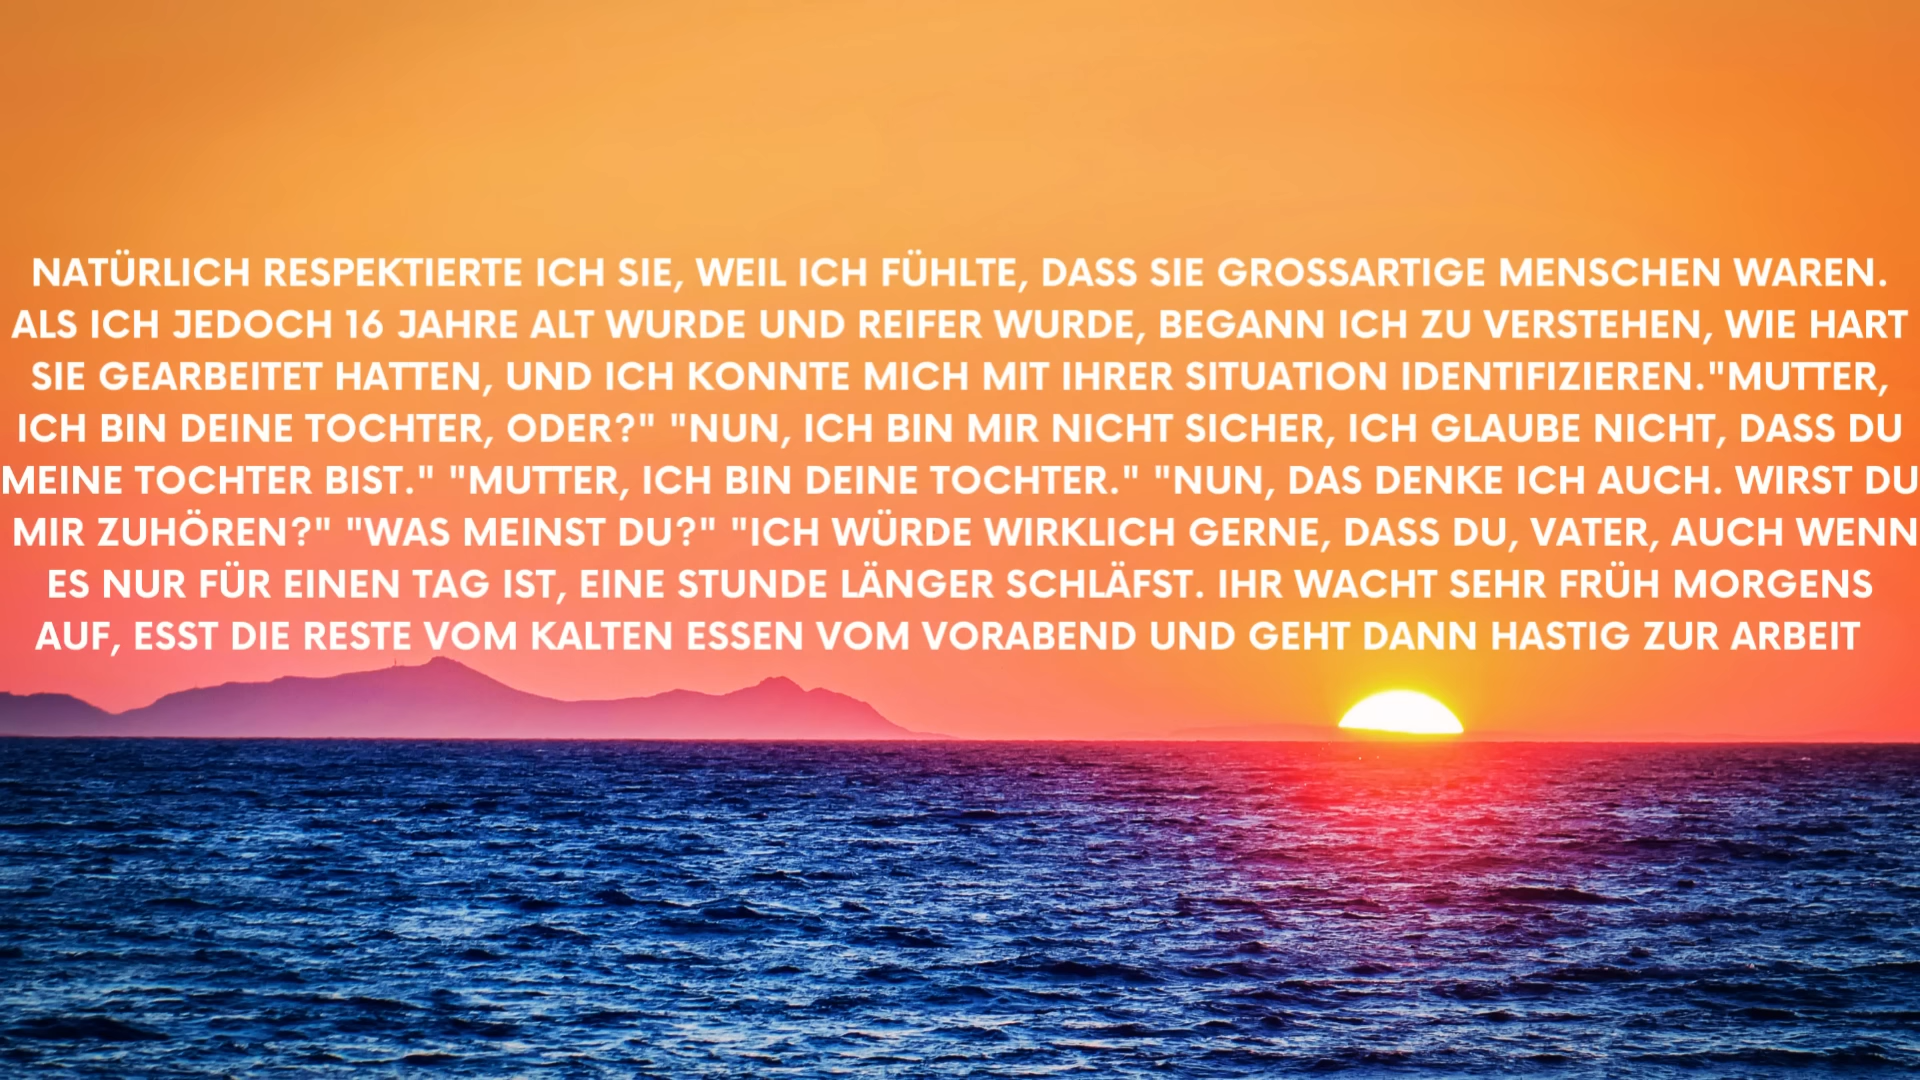 NATÜRLICH RESPEKTIERTE ICH SIE, WEIL ICH FÜHLTE, DASS SIE GROSSARTIGE MENSCHEN WAREN.
ALS ICH JEDOCH 16 JAHRE ALT WURDE UND REIFER WURDE, BEGANN ICH ZU VERSTEHEN, WIE HART
SIE GEARBEITET HATTEN, UND ICH KONNTE MICH MIT IHRER SITUATION IDENTIFIZIEREN."MUTTER,
ICH BIN DEINE TOCHTER, ODER?" "NUN, ICH BIN MIR NICHT SICHER, ICH GLAUBE NICHT, DASS DU
MEINE TOCHTER BIST." "MUTTER, ICH BIN DEINE TOCHTER." "NUN, DAS DENKE ICH AUCH. WIRST DU
MIR ZUHÖREN?" "WAS MEINST DU?" "ICH WÜRDE WIRKLICH GERNE, DASS DU, VATER, AUCH WENN
ES NUR FÜR EINEN TAG IST, EINE STUNDE LÄNGER SCHLÄFST. IHR WACHT SEHR FRÜH MORGENS
AUF, ESST DIE RESTE VOM KALTEN ESSEN VOM VORABEND UND GEHT DANN HASTIG ZUR ARBEIT